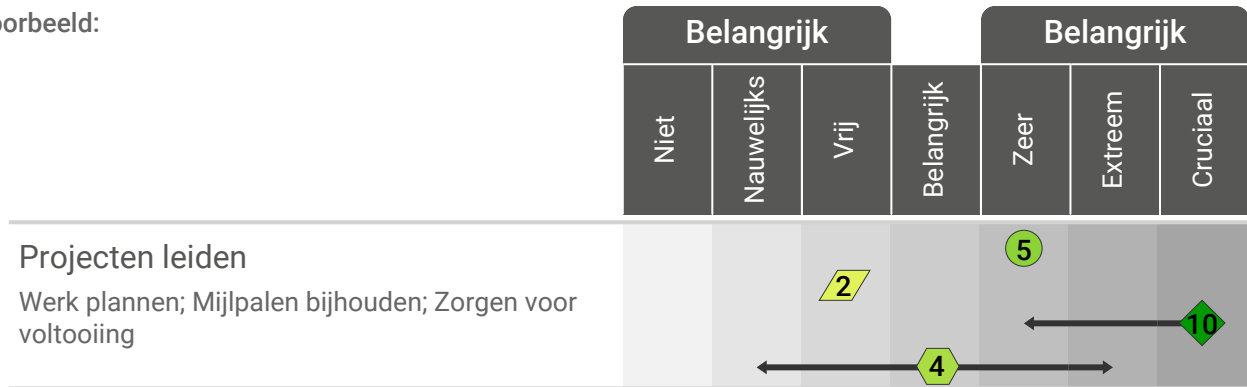 oorbeeld:
Belangrijk
Belangrijk
Niet
Nauwelijks
Vrij
Belangrijk
Zeer
Extreem
Cruciaal
Projecten leiden
Werk plannen; Mijlpalen bijhouden; Zorgen voor
voltooiing
5
2
10
4